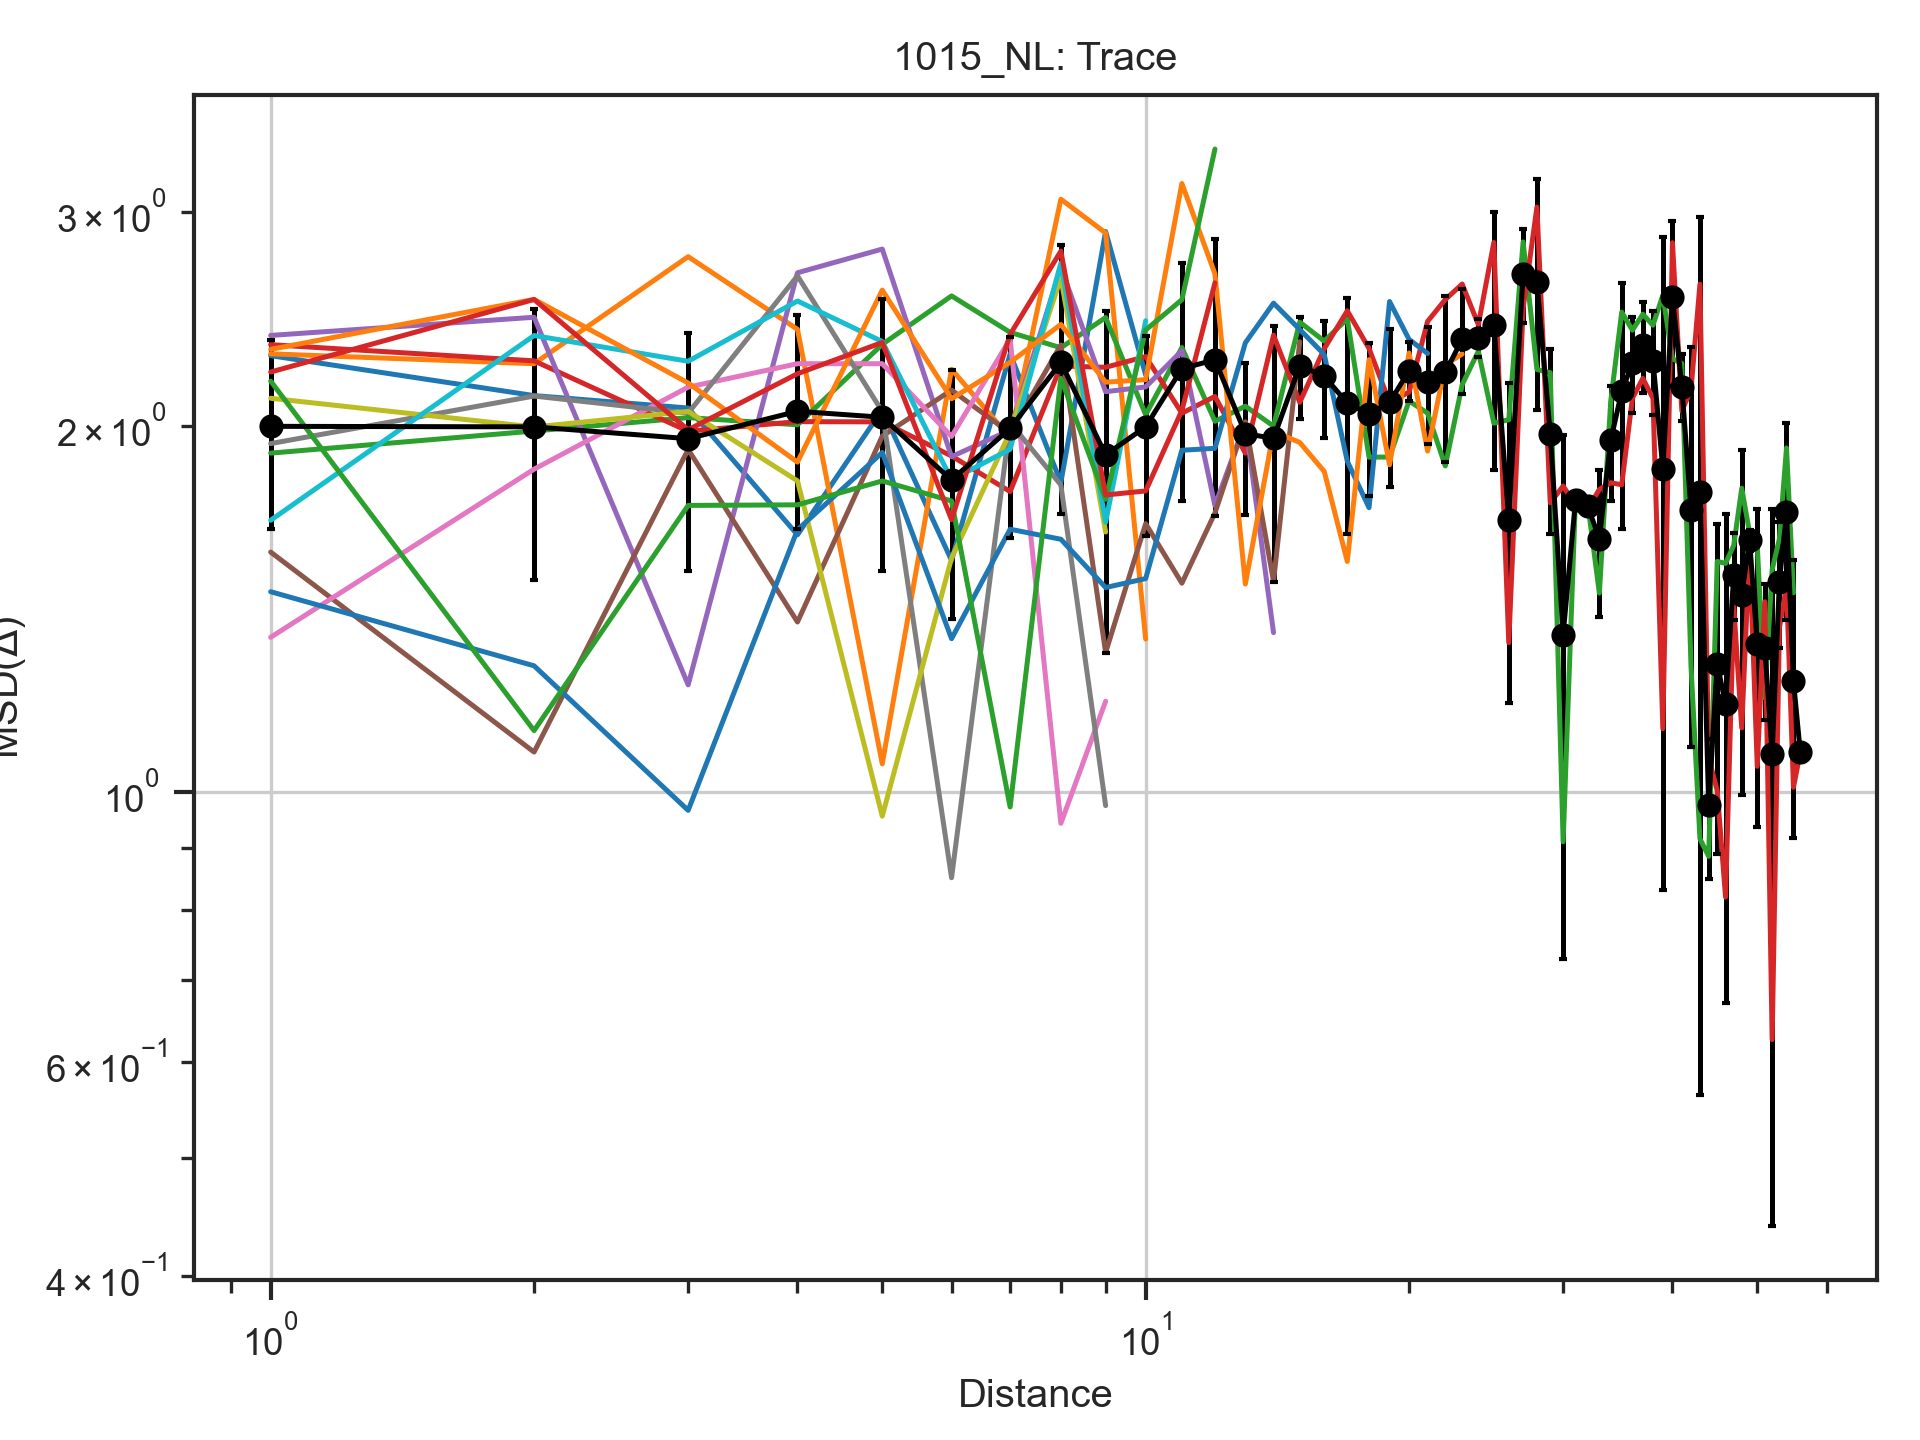 1015_NL: Trace
3 × 10⁰
2 × 10⁰
10⁰
6 × 10⁻¹
4 × 10⁻¹
MSD(Δ)
10⁰ 10¹
Distance